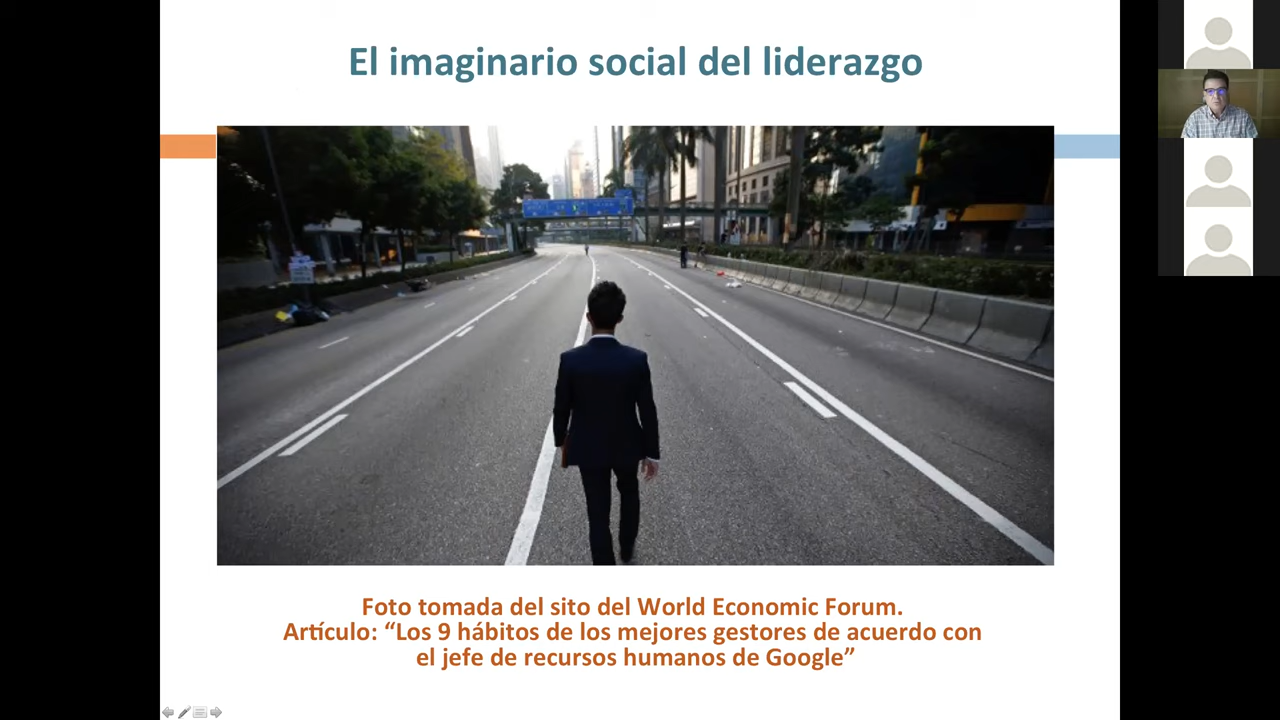 El imaginario social del liderazgo
Foto tomada del sito del World Economic Forum.
Artículo: “Los 9 hábitos de los mejores gestores de acuerdo con
el jefe de recursos humanos de Google”